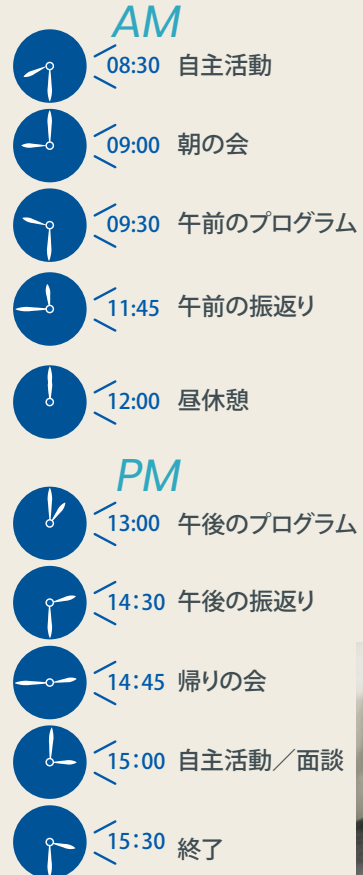 AM
08:30 自主活動
09:00 朝の会
09:30 午前のプログラム
11:45 午前の振返り
12:00 昼休憩
PM
13:00 午後のプログラム
14:30 午後の振返り
14:45 帰りの会
15:00 自主活動／面談
15:30 終了